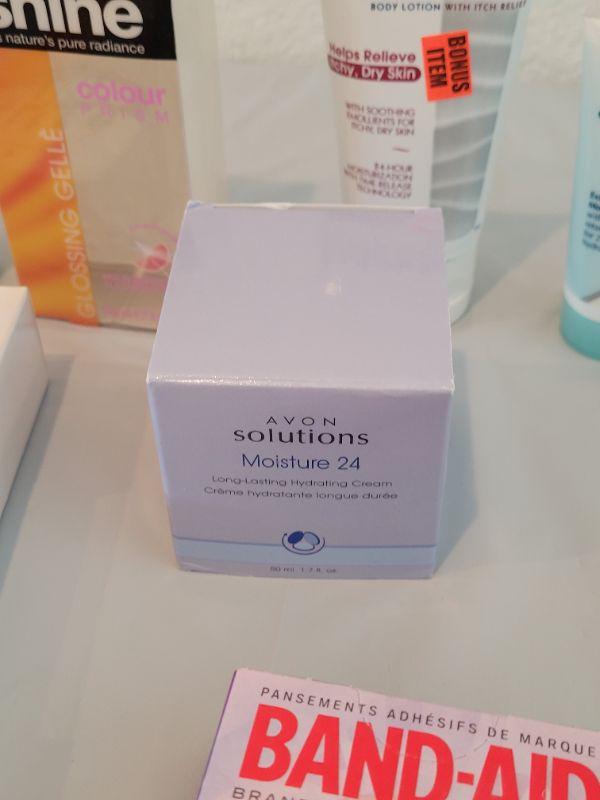 shine
nature's pure radiance
colour
PRISM
GLOSSING GELLÉ
BODY LOTION WITH ITCH RELIEF
Helps Relieve
Itchy, Dry Skin
BONUS
ITEM
WITH SOOTHING
EMOLLIENTS FOR
ITCHY, DRY SKIN
24-HOUR
MOISTURIZATION
WITH TIME RELEASE
TECHNOLOGY
AVON
solutions
Moisture 24
Long-Lasting Hydrating Cream
Crème hydratante longue durée
50 ml 1.7 fl. oz.
PANSEMENTS ADHÉSIFS DE MARQUE
BAND-AID